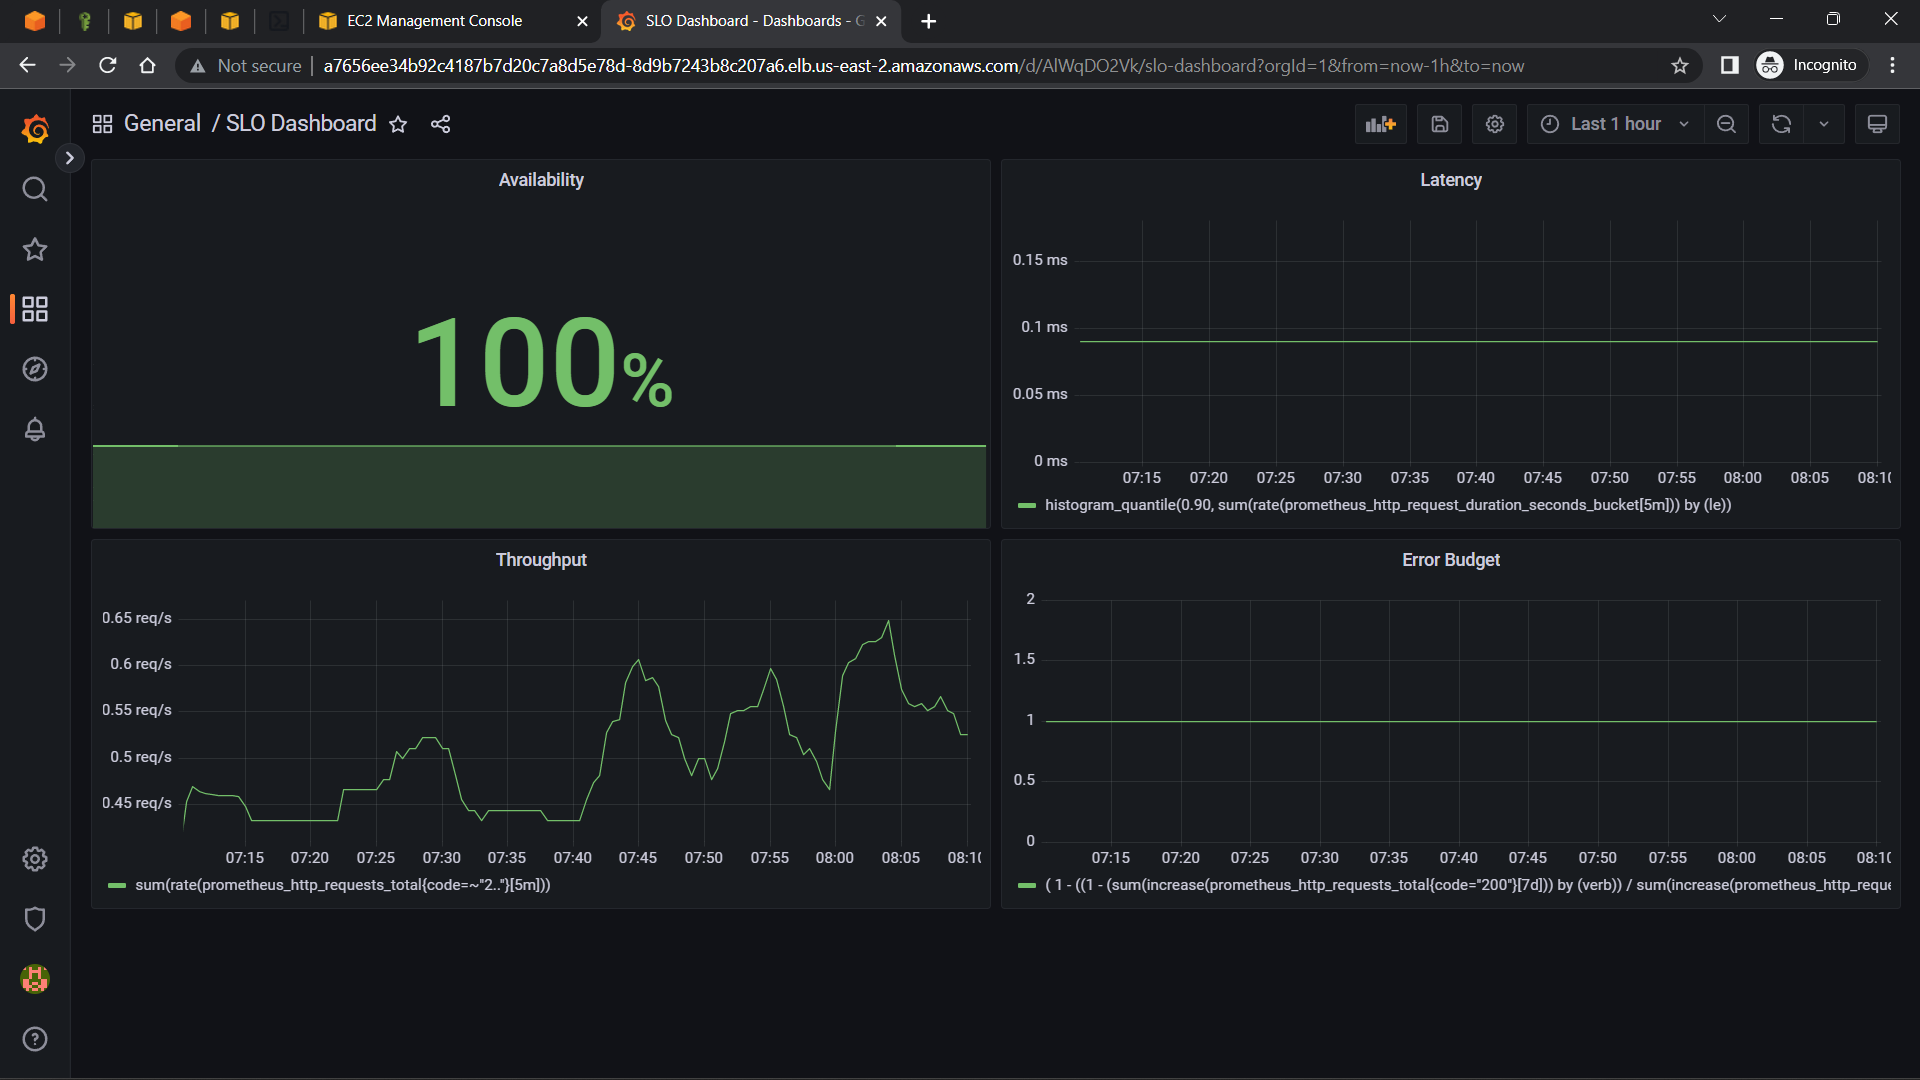 EC2 Management Console
SLO Dashboard - Dashboards - G
Not secure
a7656ee34b92c4187b7d20c7a8d5e78d-8d9b7243b8c207a6.elb.us-east-2.amazonaws.com/d/AlWqDO2Vk/slo-dashboard?orgId=1&from=now-1h&to=now
Incognito
General / SLO Dashboard
Last 1 hour
Availability
100%
Latency
0.15 ms
0.1 ms
0.05 ms
0 ms
07:15 07:20 07:25 07:30 07:35 07:40 07:45 07:50 07:55 08:00 08:05 08:10
histogram_quantile(0.90, sum(rate(prometheus_http_request_duration_seconds_bucket[5m])) by (le))
Throughput
0.65 req/s
0.6 req/s
0.55 req/s
0.5 req/s
0.45 req/s
07:15 07:20 07:25 07:30 07:35 07:40 07:45 07:50 07:55 08:00 08:05 08:10
sum(rate(prometheus_http_requests_total{code=~"2.."}[5m]))
Error Budget
2
1.5
1
0.5
0
07:15 07:20 07:25 07:30 07:35 07:40 07:45 07:50 07:55 08:00 08:05 08:10
( 1 - ((1 - (sum(increase(prometheus_http_requests_total{code="200"}[7d])) by (verb)) / sum(increase(prometheus_http_reque